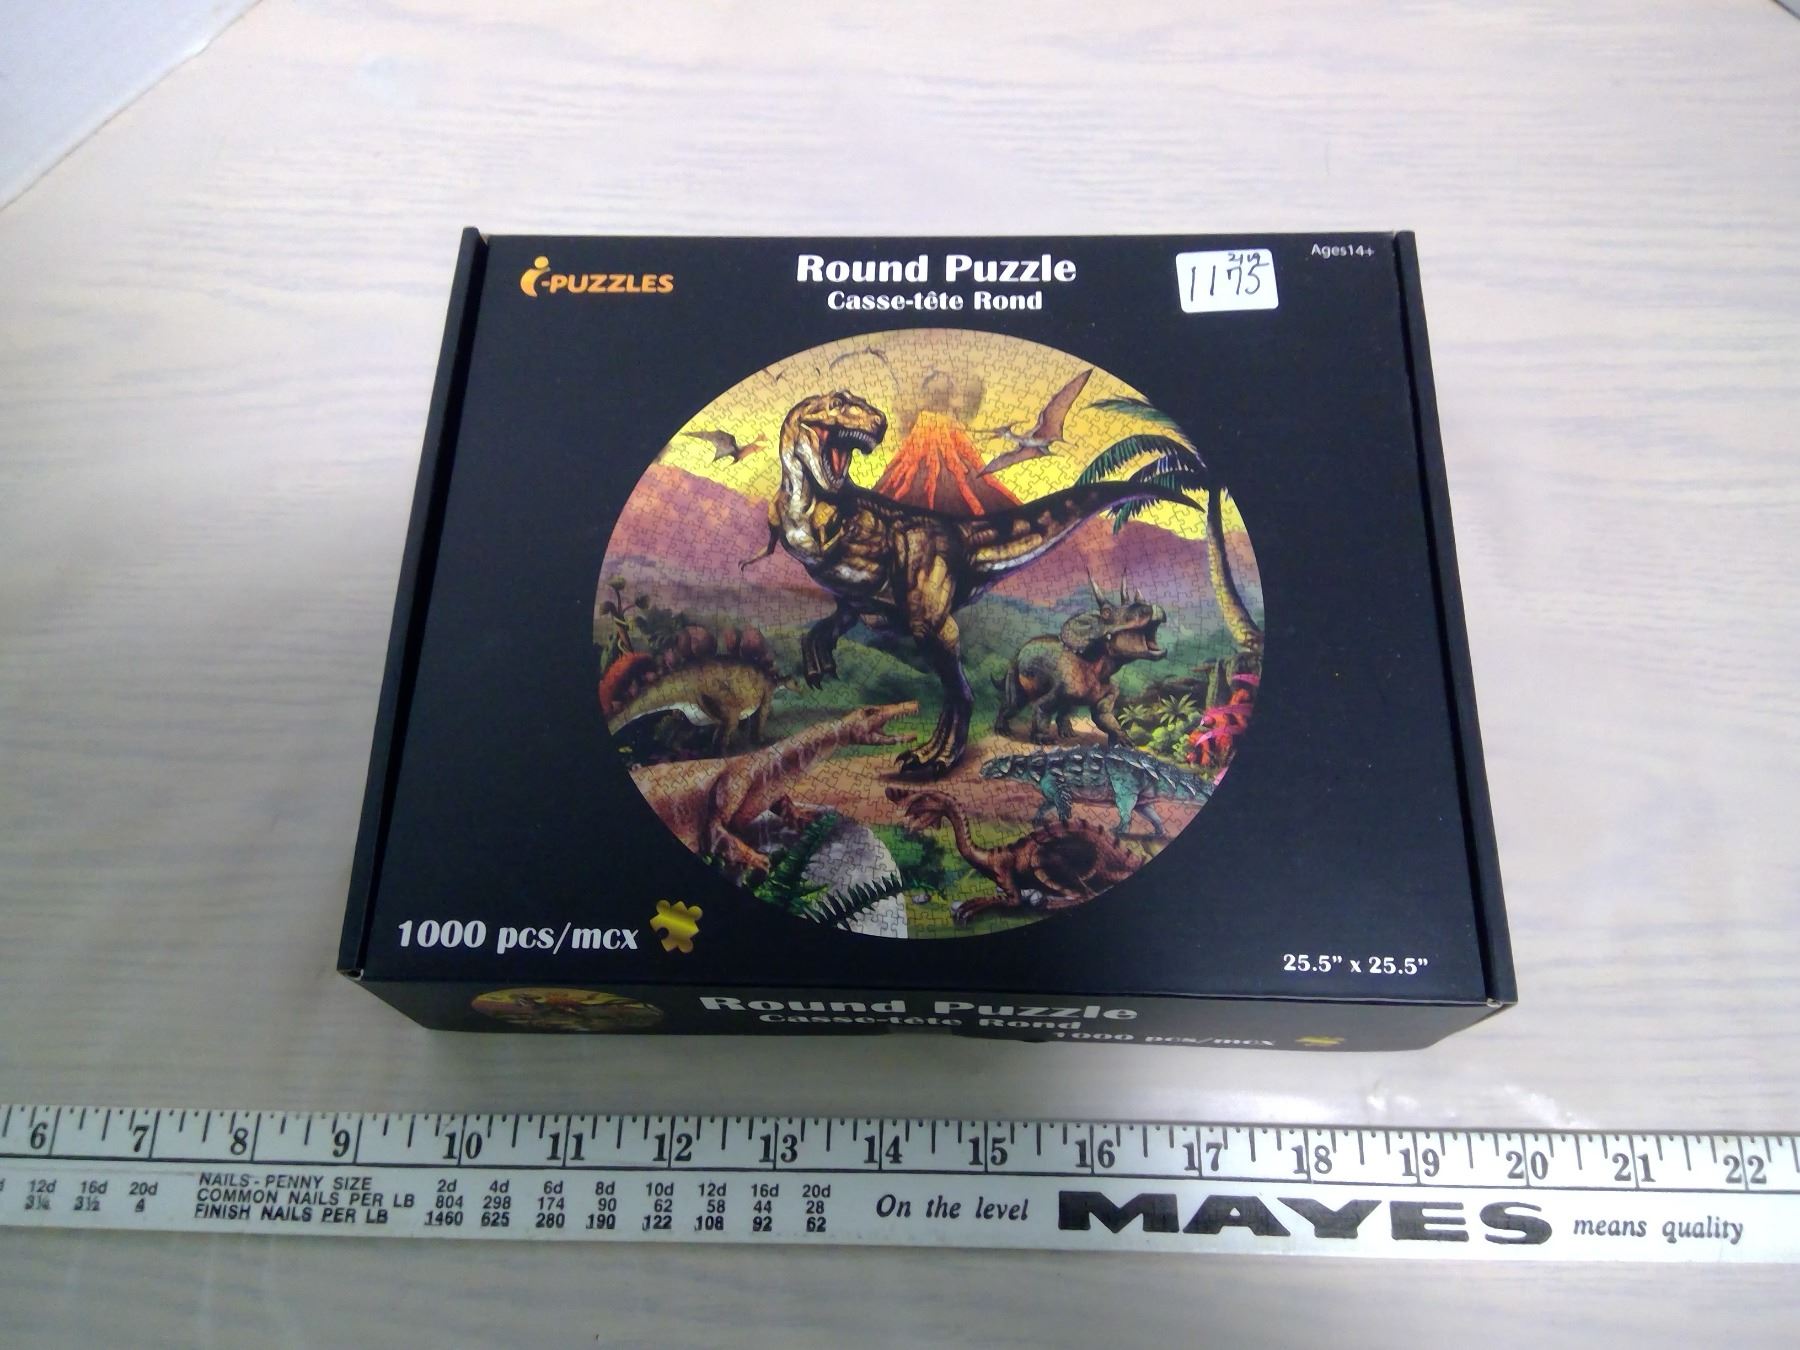 i-PUZZLES
Round Puzzle
Casse-tête Rond
1175
Ages14+
1000 pcs/mcx
25.5” x 25.5”
Round Puzzle
Casse-tête Rond
1000 pcs/mcx
6 7 8 9 10 11 12 13 14 15 16 17 18 19 20 21 22
12d 16d 20d
3¼ 3½ 4
NAILS-PENNY SIZE 2d 4d 6d 8d 10d 12d 16d 20d
COMMON NAILS PER LB 804 298 174 90 62 58 44 28
FINISH NAILS PER LB 1460 625 280 190 122 108 92 62
On the level MAYES means quality